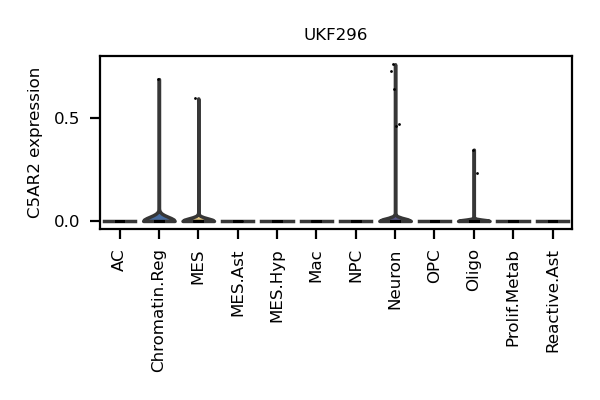 UKF296
C5AR2 expression
0.5
0.0
AC
Chromatin.Reg
MES
MES.Ast
MES.Hyp
Mac
NPC
Neuron
OPC
Oligo
Prolif.Metab
Reactive.Ast